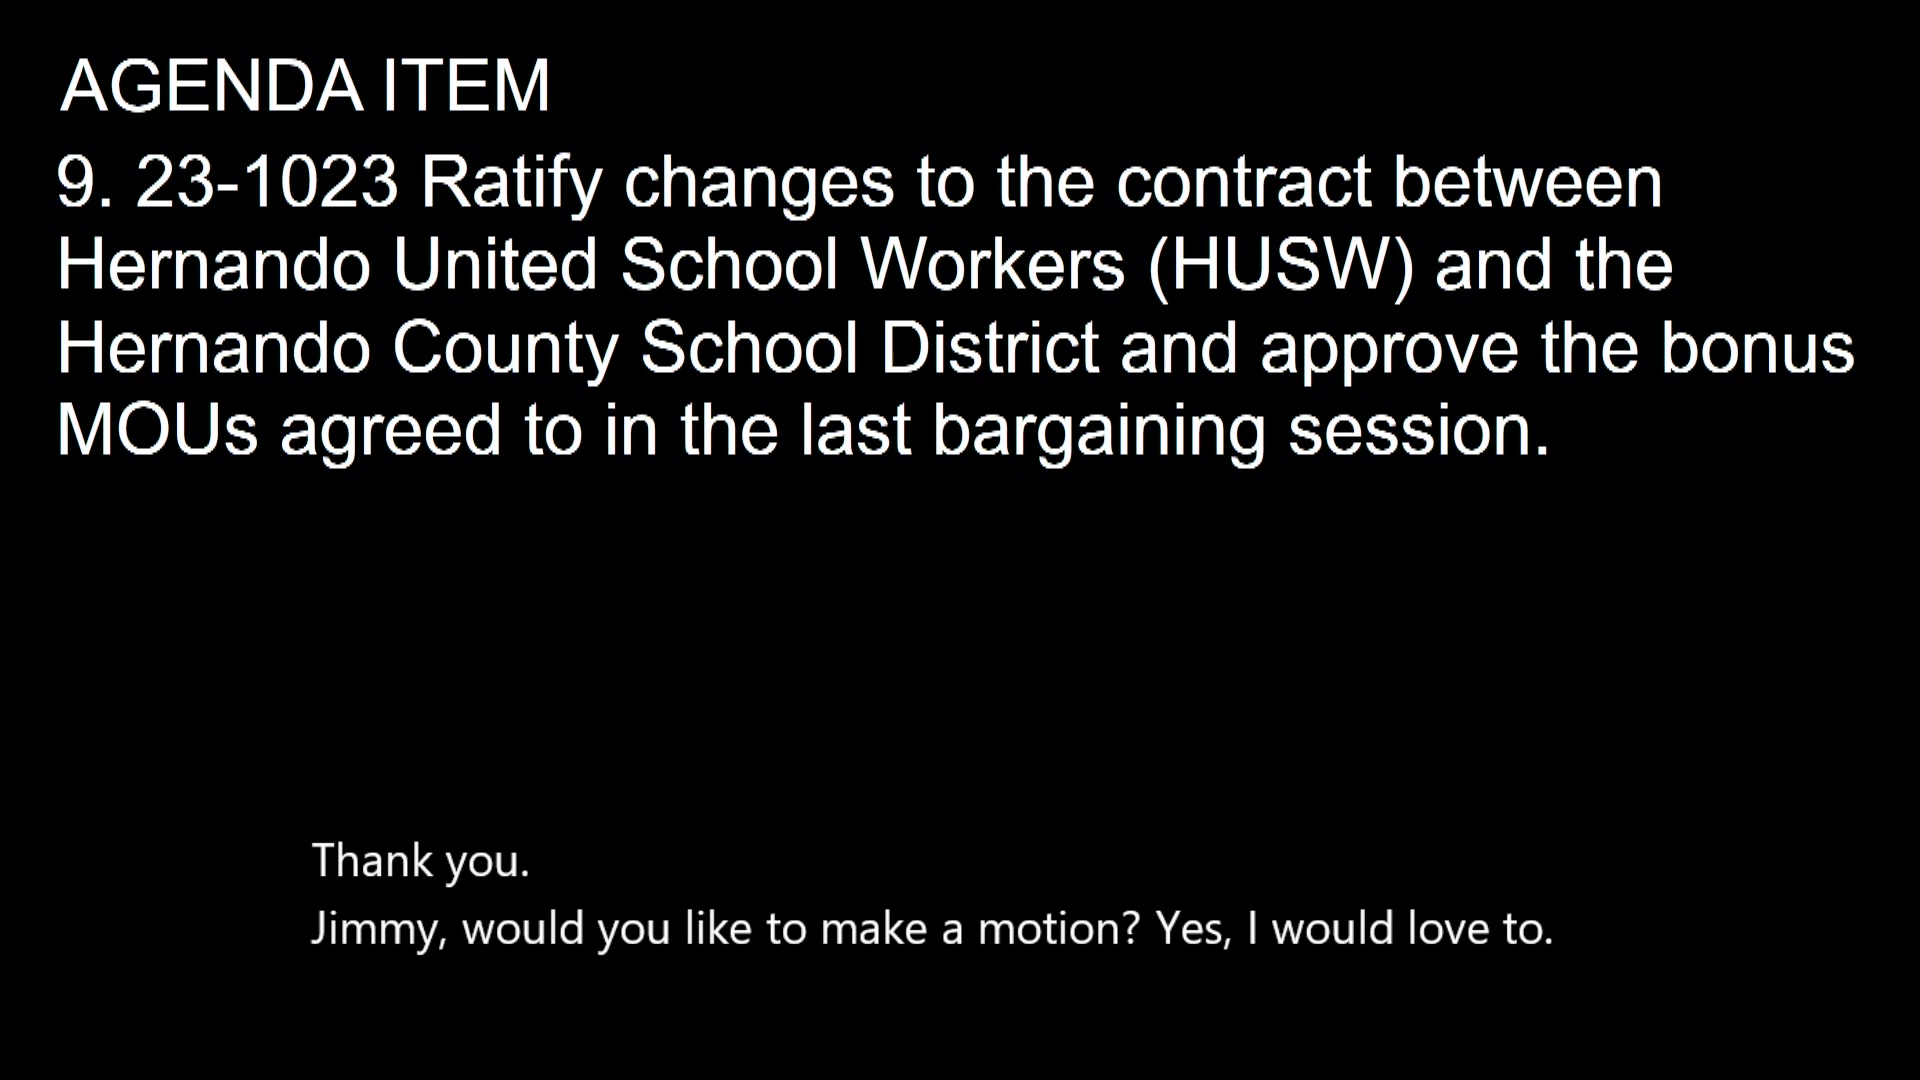 AGENDA ITEM
9. 23-1023 Ratify changes to the contract between
Hernando United School Workers (HUSW) and the
Hernando County School District and approve the bonus
MOUs agreed to in the last bargaining session.
Thank you.
Jimmy, would you like to make a motion? Yes, I would love to.